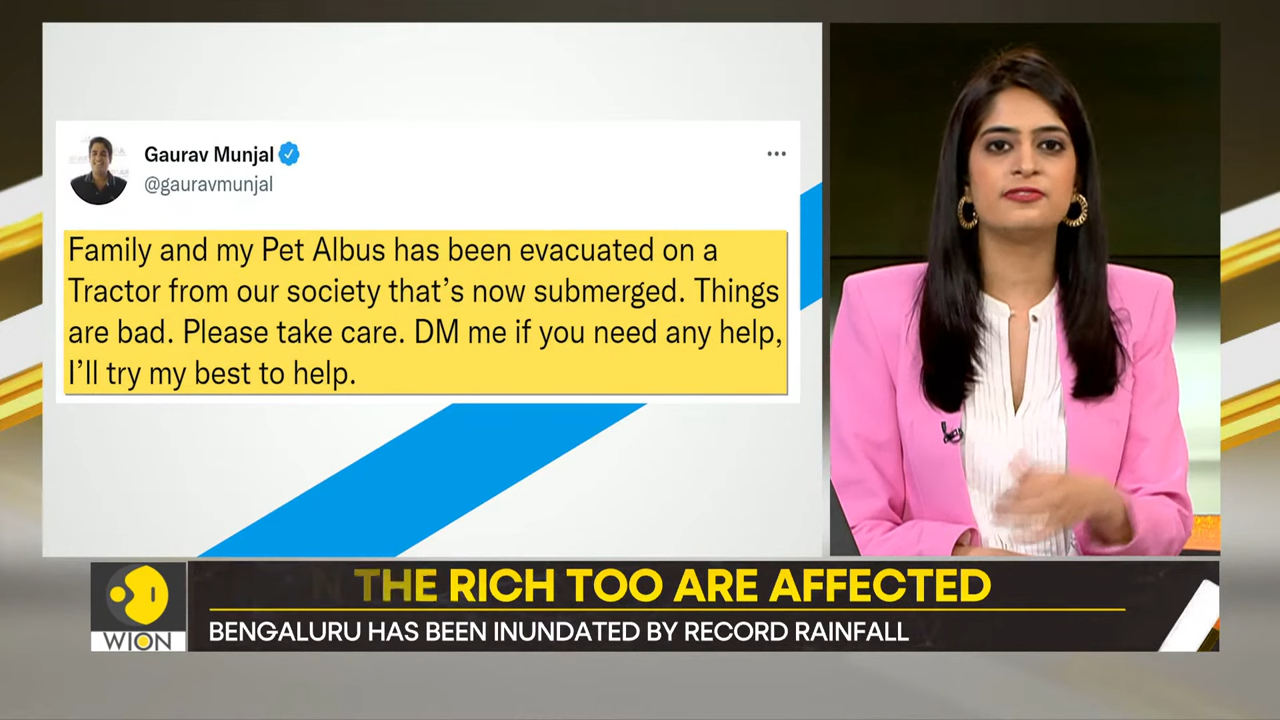 Gaurav Munjal
@gauravmunjal
Family and my Pet Albus has been evacuated on a
Tractor from our society that's now submerged. Things
are bad. Please take care. DM me if you need any help,
I'll try my best to help.
N THE RICH TOO ARE AFFECTED
BENGALURU HAS BEEN INUNDATED BY RECORD RAINFALL
WION